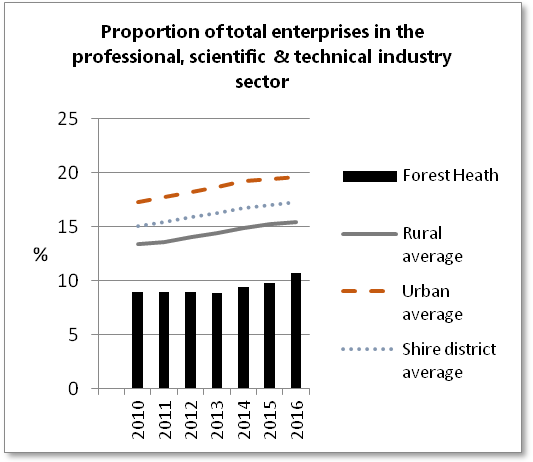 Proportion of total enterprises in the
professional, scientific & technical industry
sector
25
20
15
10
5
0
%
2010
2011
2012
2013
2014
2015
2016
Forest Heath
Rural
average
Urban
average
Shire district
average